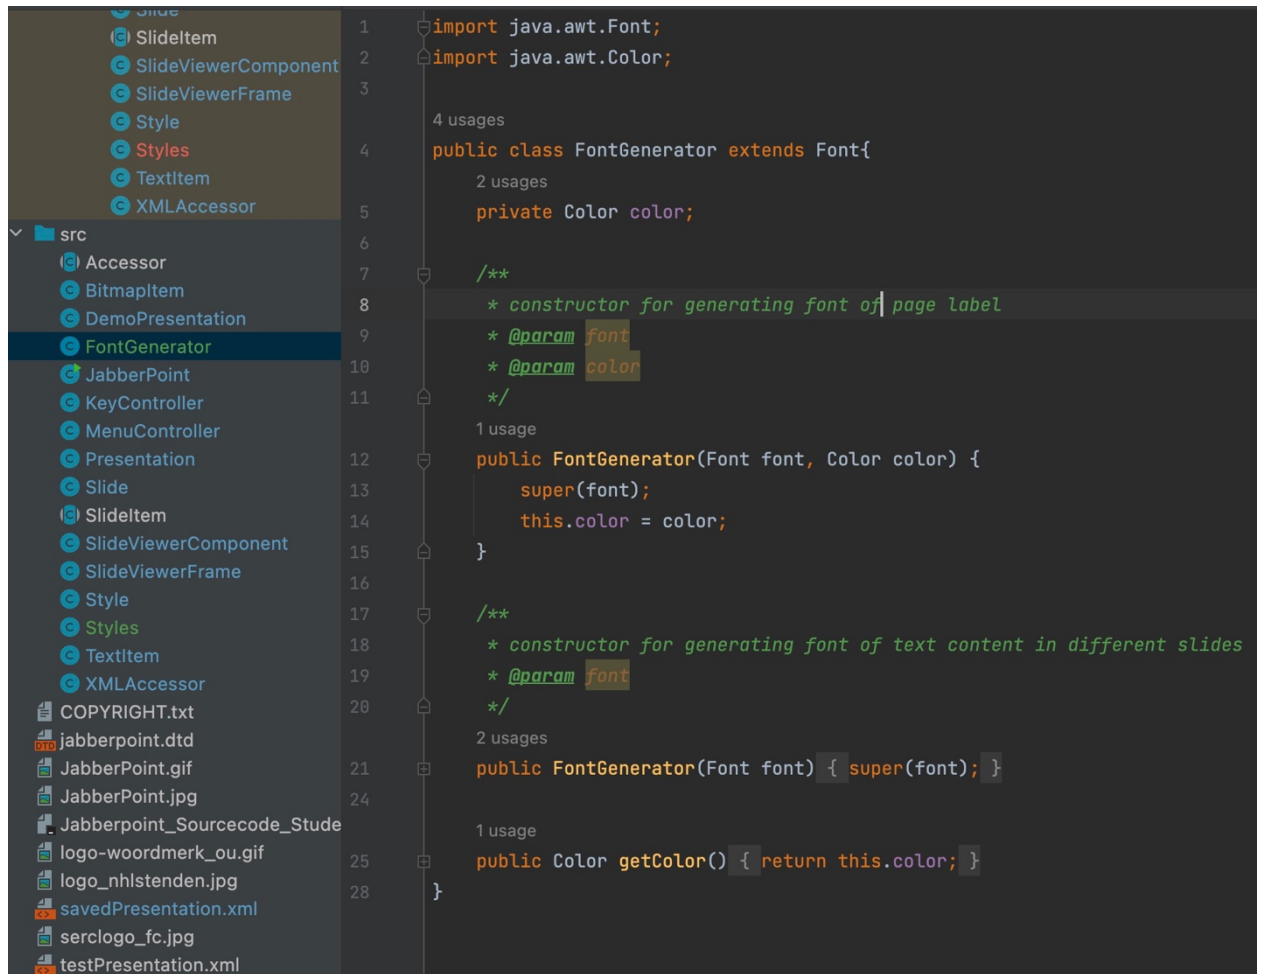 Slide
SlideItem
SlideViewerComponent
SlideViewerFrame
Style
Styles
TextItem
XMLAccessor
src
Accessor
BitmapItem
DemoPresentation
FontGenerator
JabberPoint
KeyController
MenuController
Presentation
Slide
SlideItem
SlideViewerComponent
SlideViewerFrame
Style
Styles
TextItem
XMLAccessor
COPYRIGHT.txt
jabberpoint.dtd
JabberPoint.gif
JabberPoint.jpg
Jabberpoint_Sourcecode_Stude
logo-woordmerk_ou.gif
logo_nhlstenden.jpg
savedPresentation.xml
serclogo_fc.jpg
testPresentation.xml
1 import java.awt.Font;
2 import java.awt.Color;
3
4 usages
4 public class FontGenerator extends Font{
2 usages
5 private Color color;
6
7 /**
8 * constructor for generating font of page label
9 * @param font
10 * @param color
11 */
1 usage
12 public FontGenerator(Font font, Color color) {
13 super(font);
14 this.color = color;
15 }
16
17 /**
18 * constructor for generating font of text content in different slides
19 * @param font
20 */
2 usages
21 public FontGenerator(Font font) { super(font); }
24
1 usage
25 public Color getColor() { return this.color; }
28 }